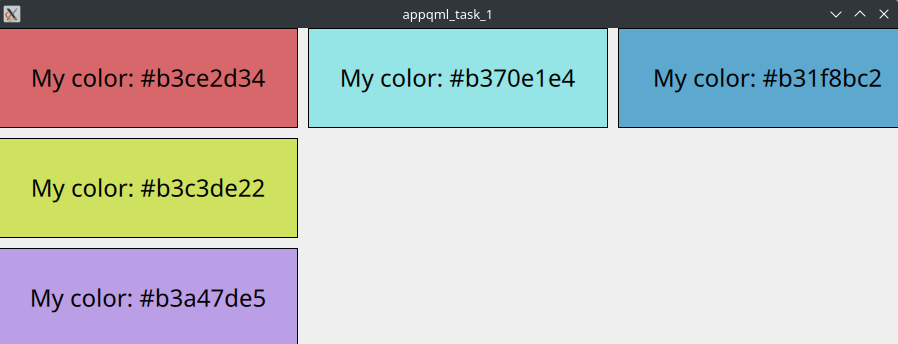 appqml_task_1
My color: #b3ce2d34
My color: #b370e1e4
My color: #b31f8bc2
My color: #b3c3de22
My color: #b3a47de5